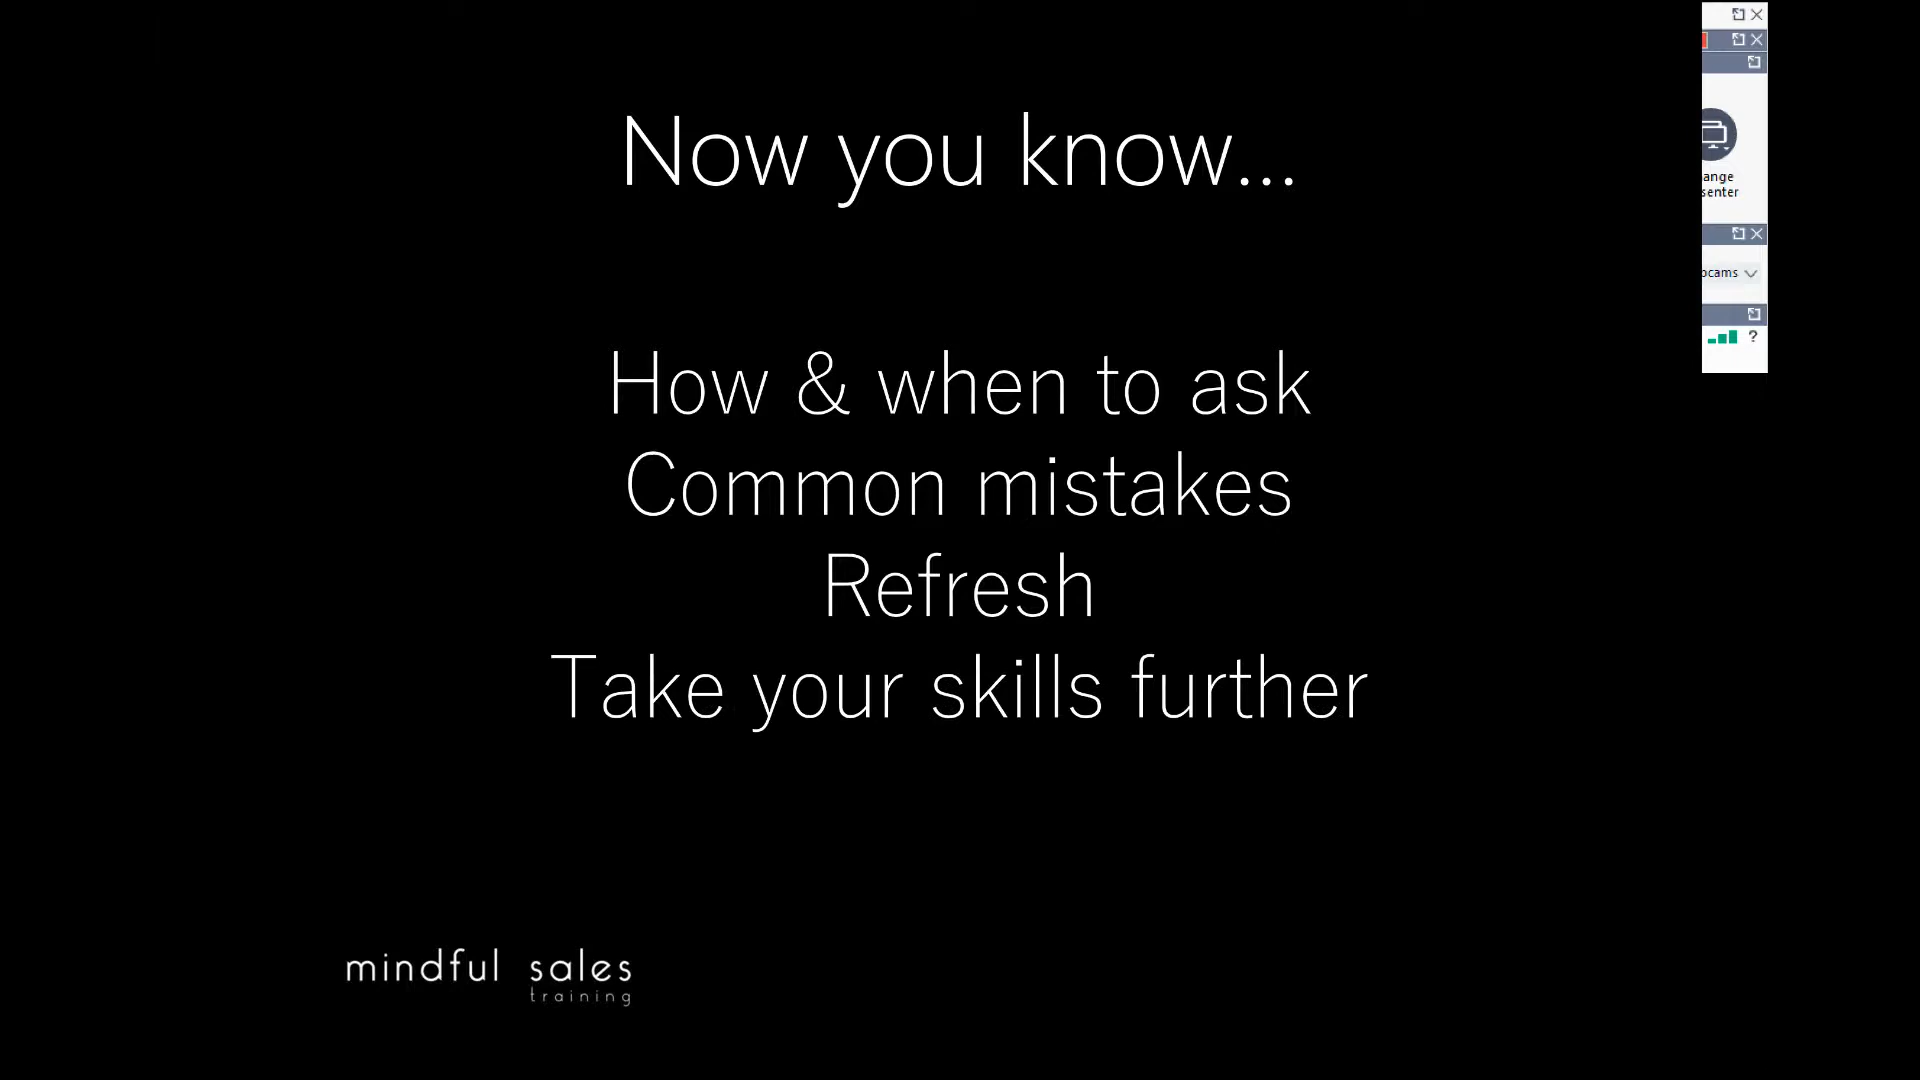 Now you know...
How & when to ask
Common mistakes
Refresh
Take your skills further
mindful sales
training
?